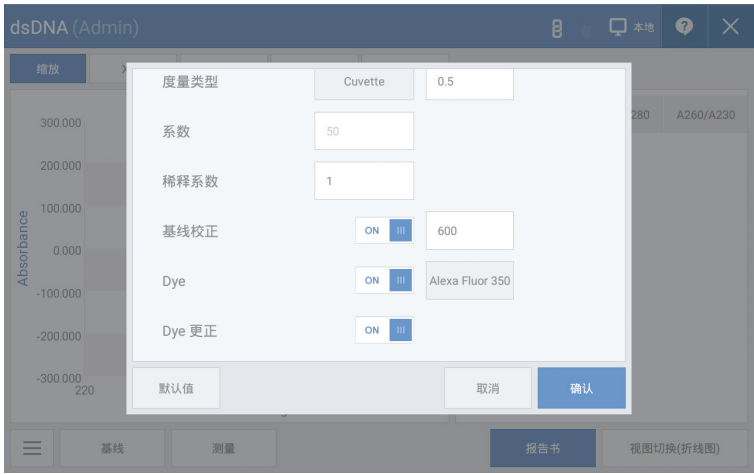 dsDNA (Admin)
本地
?
缩放
280
A260/A230
度量类型
Cuvette
0.5
系数
50
稀释系数
1
基线校正
ON
600
Dye
ON
Alexa Fluor 350
Dye 更正
ON
Absorbance
300.000
200.000
100.000
0.000
-100.000
-200.000
-300.000
220
默认值
取消
确认
基线
测量
报告书
视图切换(折线图)